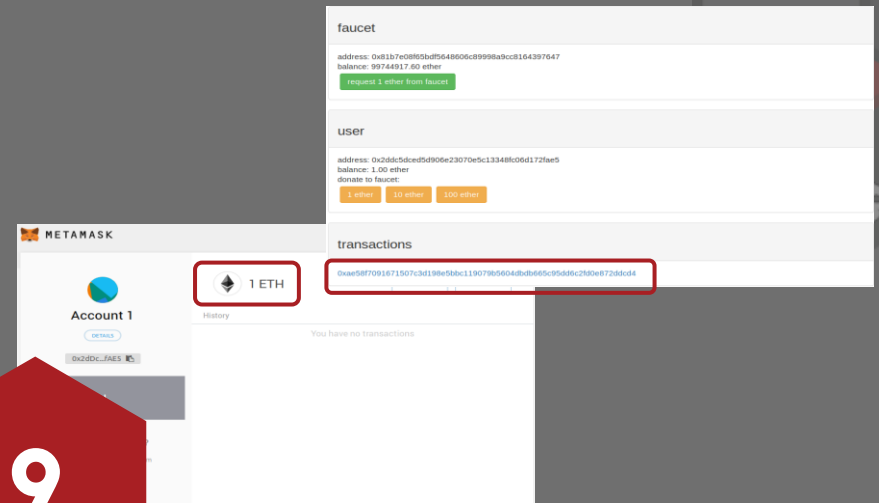 faucet
address: 0x81b7e08f65bdf5648606c89998a9cc8164397647
balance: 99744917.60 ether
request 1 ether from faucet
user
address: 0x2ddc5dced5d906e23070e5c13348fc06d172fae5
balance: 1.00 ether
donate to faucet:
1 ether 10 ether 100 ether
transactions
0xae58f7091671507c3d198e5bbc119079b5604dbdb665c95dd6c2fd0e872ddcd4
METAMASK
1 ETH
Account 1
DETAILS
0x2dDc...fAE5
History
You have no transactions
9